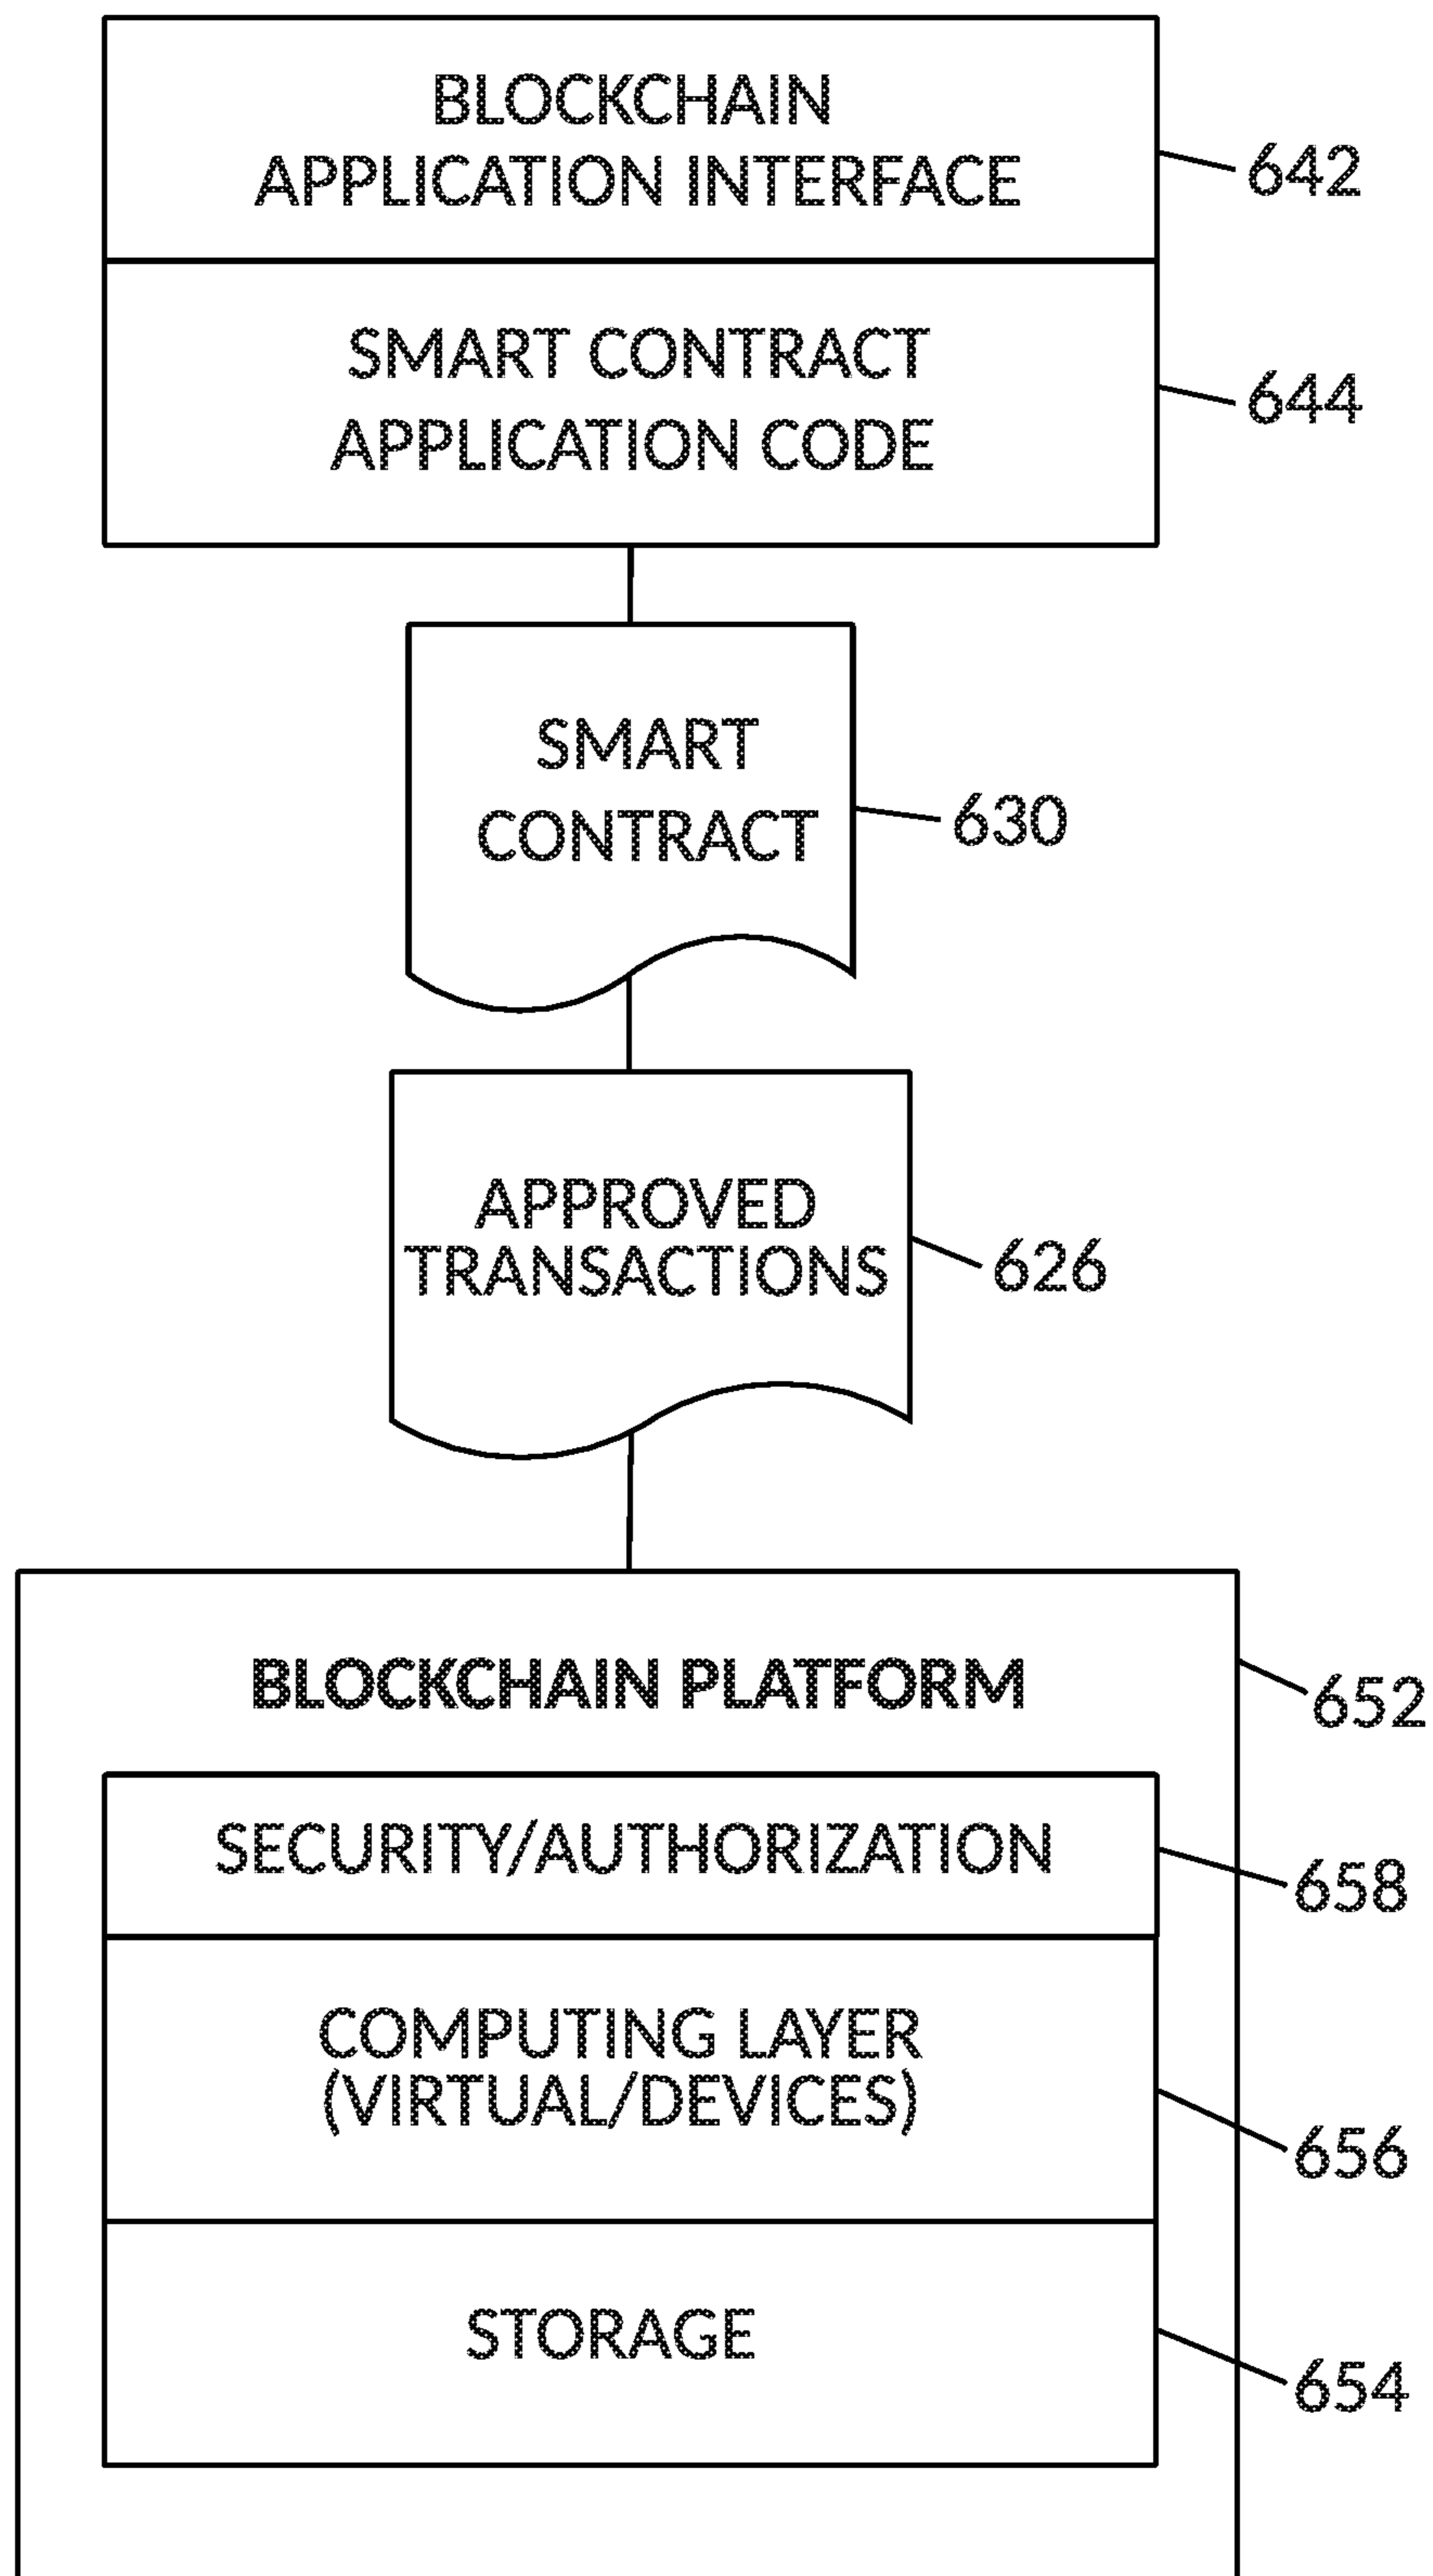 BLOCKCHAIN
APPLICATION INTERFACE
642
SMART CONTRACT
APPLICATION CODE
644
SMART
CONTRACT
630
APPROVED
TRANSACTIONS
626
BLOCKCHAIN PLATFORM
652
SECURITY/AUTHORIZATION
658
COMPUTING LAYER
(VIRTUAL/DEVICES)
656
STORAGE
654